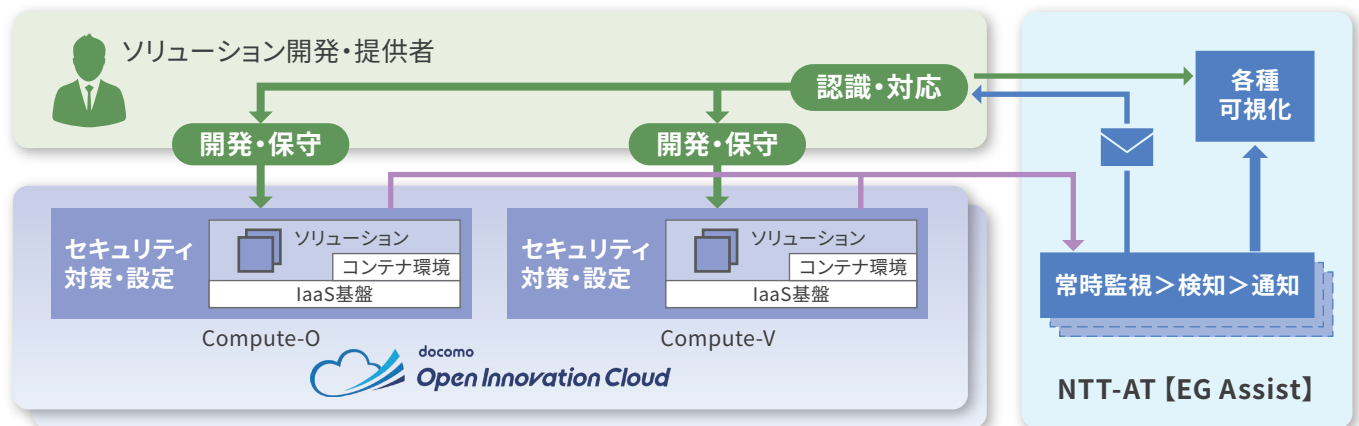 ソリューション開発・提供者
認識・対応
各種
可視化
開発・保守
開発・保守
セキュリティ
対策・設定
ソリューション
コンテナ環境
IaaS基盤
Compute-O
セキュリティ
対策・設定
ソリューション
コンテナ環境
IaaS基盤
Compute-V
常時監視＞検知＞通知
docomo
Open Innovation Cloud
NTT-AT【EG Assist】